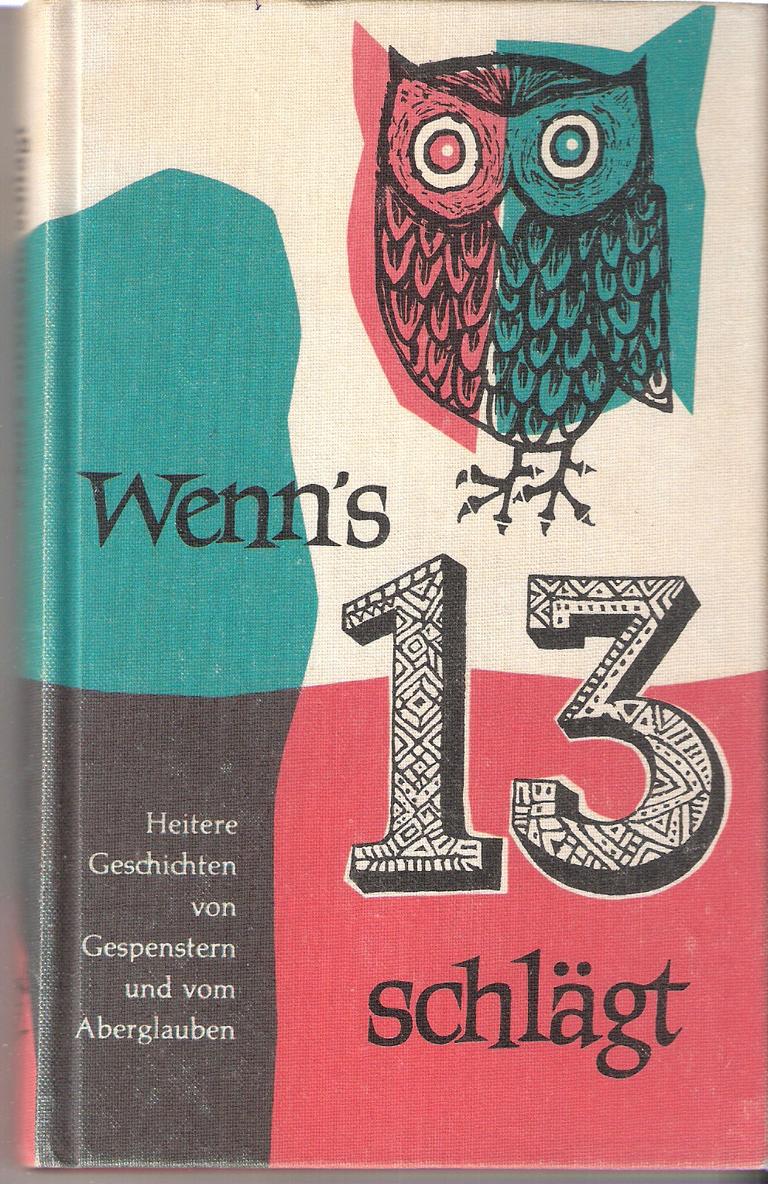 Wenn's
13
schlägt
Heitere
Geschichten
von
Gespenstern
und vom
Aberglauben